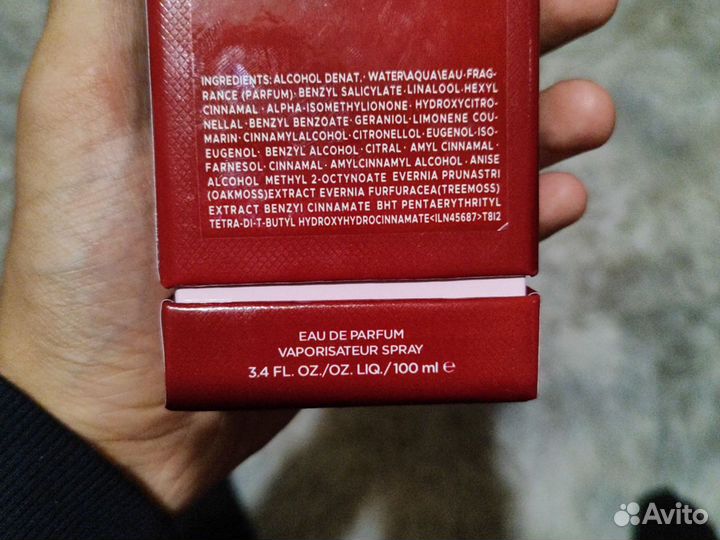 INGREDIENTS: ALCOHOL DENAT. · WATER\AQUA\EAU·FRAG-
RANCE (PARFUM)·BENZYL SALICYLATE·LINALOOL·HEXYL
CINNAMAL · ALPHA-ISOMETHYLIONONE · HYDROXYCITRO-
NELLAL·BENZYL BENZOATE·GERANIOL·LIMONENE COU-
MARIN·CINNAMYLALCOHOL·CITRONELLOL·EUGENOL·ISO-
EUGENOL· BENZYL ALCOHOL·CITRAL·AMYL CINNAMAL·
FARNESOL·CINNAMAL·AMYLCINNAMYL ALCOHOL·ANISE
ALCOHOL METHYL 2-OCTYNOATE EVERNIA PRUNASTRI
(OAKMOSS)EXTRACT EVERNIA FURFURACEA(TREEMOSS)
EXTRACT BENZYI CINNAMATE BHT PENTAERYTHRITYL
TETRA-DI-T-BUTYL HYDROXYHYDROCINNAMATE<ILN45687>T812
EAU DE PARFUM
VAPORISATEUR SPRAY
3.4 FL. OZ./OZ. LIQ./100 ml ℮
Avito